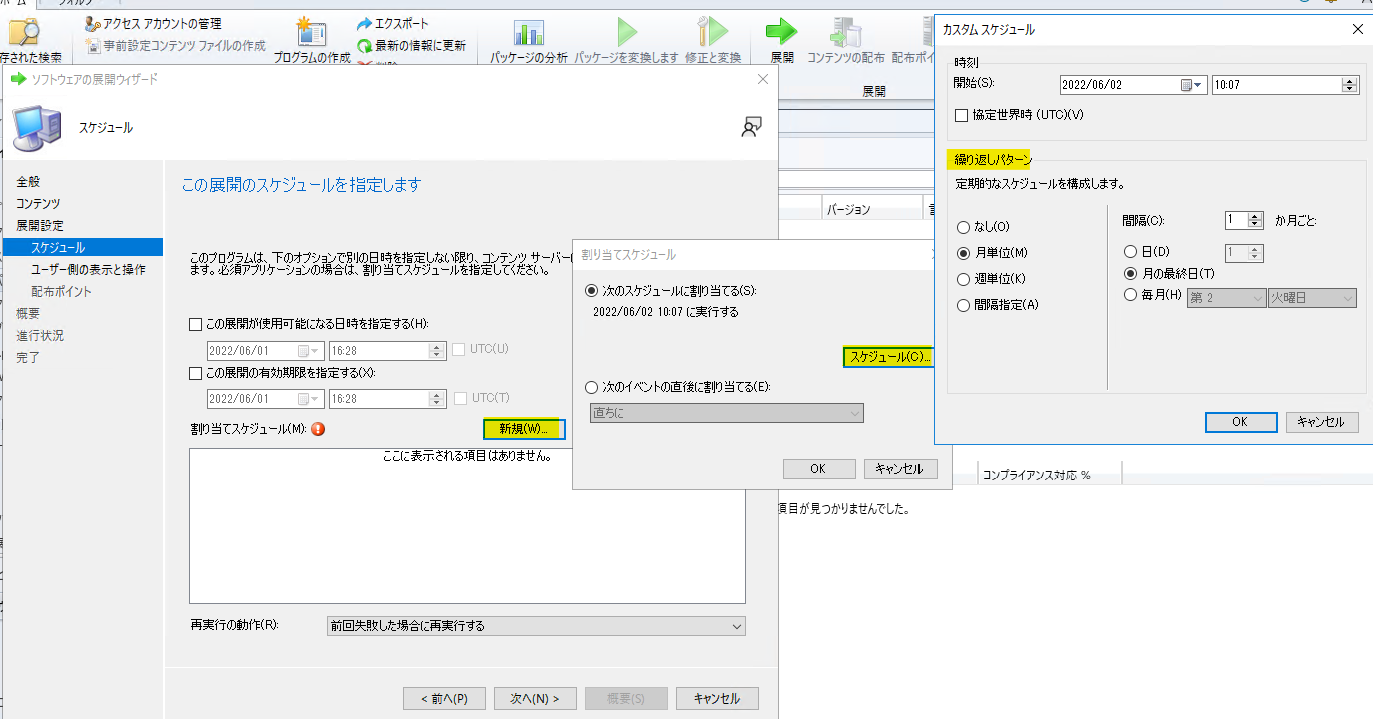 アクセス アカウントの管理
事前設定コンテンツ ファイルの作成
存された検索
プログラムの作成
エクスポート
最新の情報に更新
パッケージの分析
パッケージを変換します
修正と変換
展開
コンテンツの配布
配布ポイ
展開
ソフトウェアの展開ウィザード
スケジュール
全般
コンテンツ
展開設定
スケジュール
ユーザー側の表示と操作
配布ポイント
概要
進行状況
完了
この展開のスケジュールを指定します
このプログラムは、下のオプションで別の日時を指定しない限り、コンテンツ サーバーに
ます。必須アプリケーションの場合は、割り当てスケジュールを指定してください。
この展開が使用可能になる日時を指定する(H):
2022/06/01 16:28 UTC(U)
この展開の有効期限を指定する(X):
2022/06/01 16:28 UTC(T)
割り当てスケジュール(M):
新規(W)...
ここに表示される項目はありません。
再実行の動作(R):
前回失敗した場合に再実行する
< 前へ(P)
次へ(N) >
概要(S)
キャンセル
バージョン
割り当てスケジュール
次のスケジュールに割り当てる(S):
2022/06/02 10:07 に実行する
スケジュール(C)...
次のイベントの直後に割り当てる(E):
直ちに
OK
キャンセル
コンプライアンス対応 %
項目が見つかりませんでした。
カスタム スケジュール
時刻
開始(S):
2022/06/02
10:07
協定世界時 (UTC)(V)
繰り返しパターン
定期的なスケジュールを構成します。
なし(O)
月単位(M)
週単位(K)
間隔指定(A)
間隔(C):
1
か月ごと:
日(D)
1
月の最終日(T)
毎月(H)
第 2
火曜日
OK
キャンセル